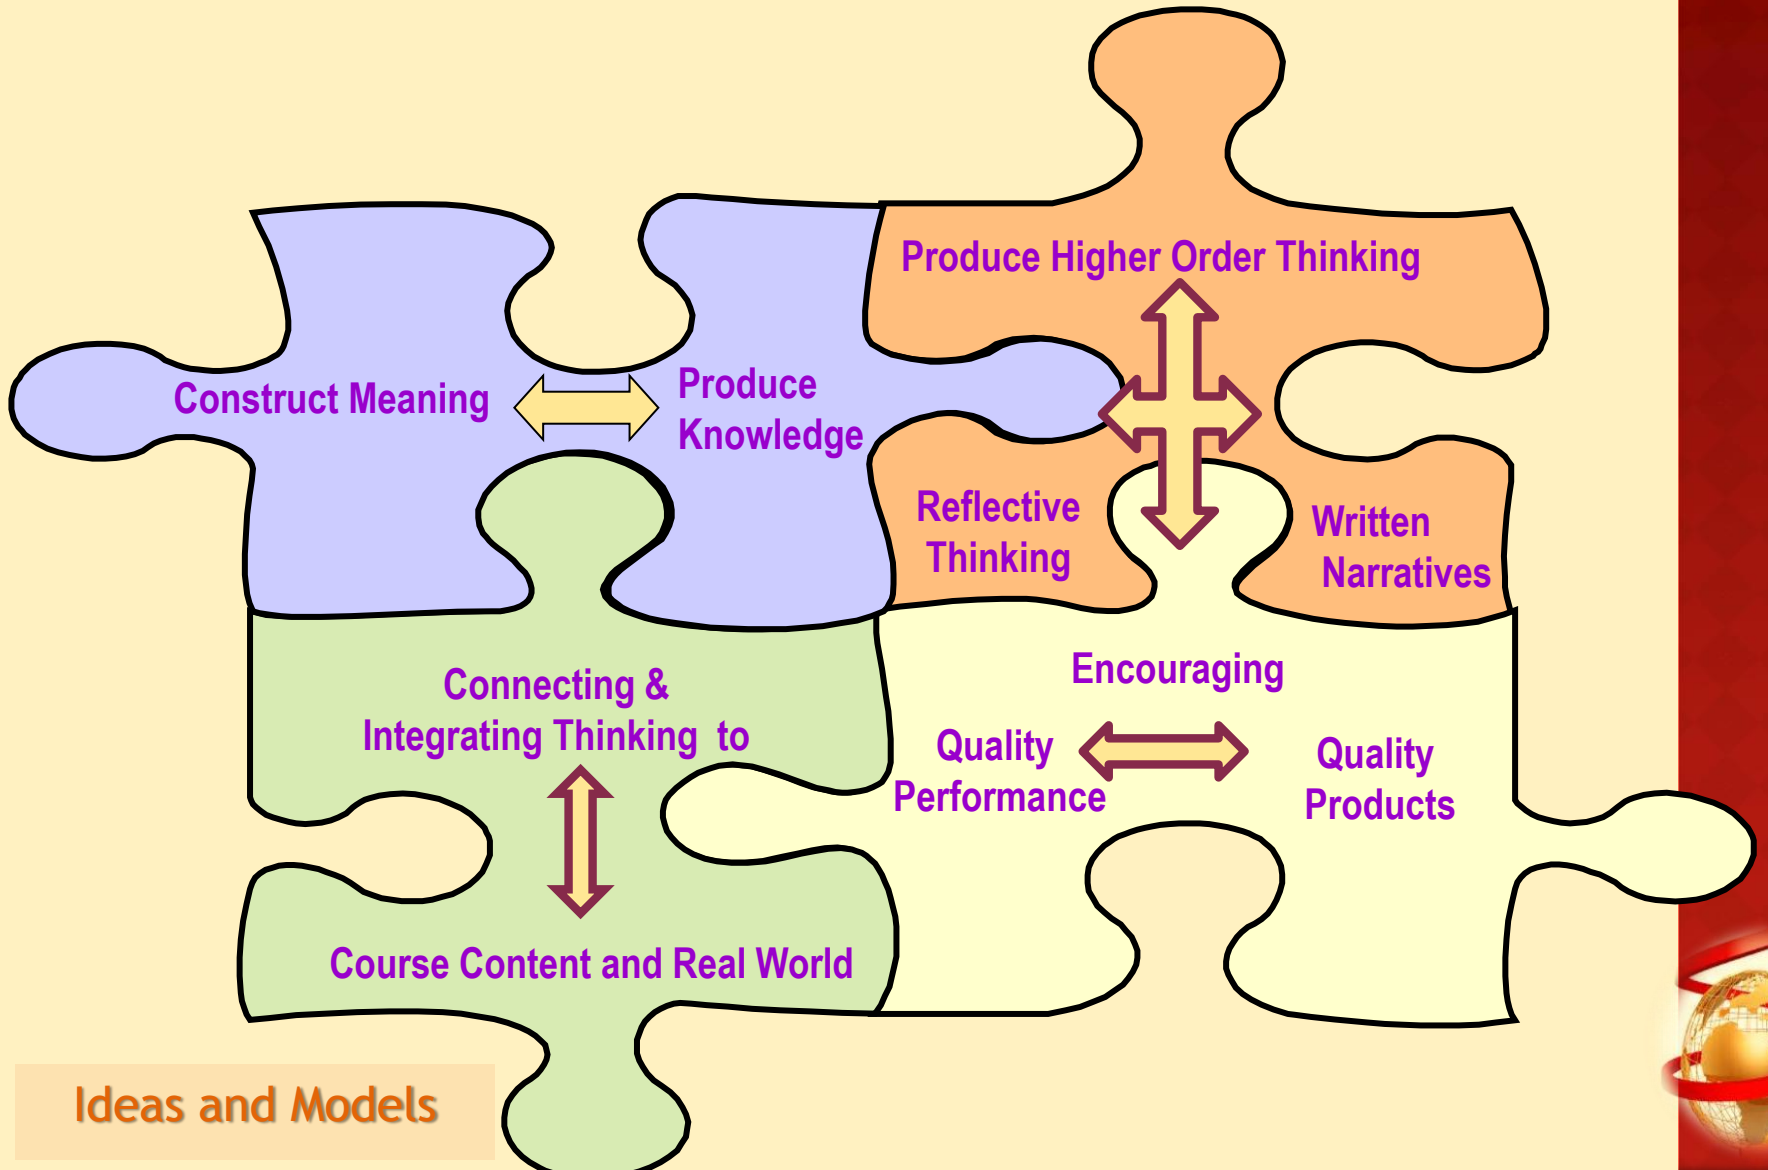 Produce Higher Order Thinking
Construct Meaning
Produce
Knowledge
Reflective
Thinking
Written
Narratives
Connecting &
Integrating Thinking to
Course Content and Real World
Encouraging
Quality
Performance
Quality
Products
Ideas and Models